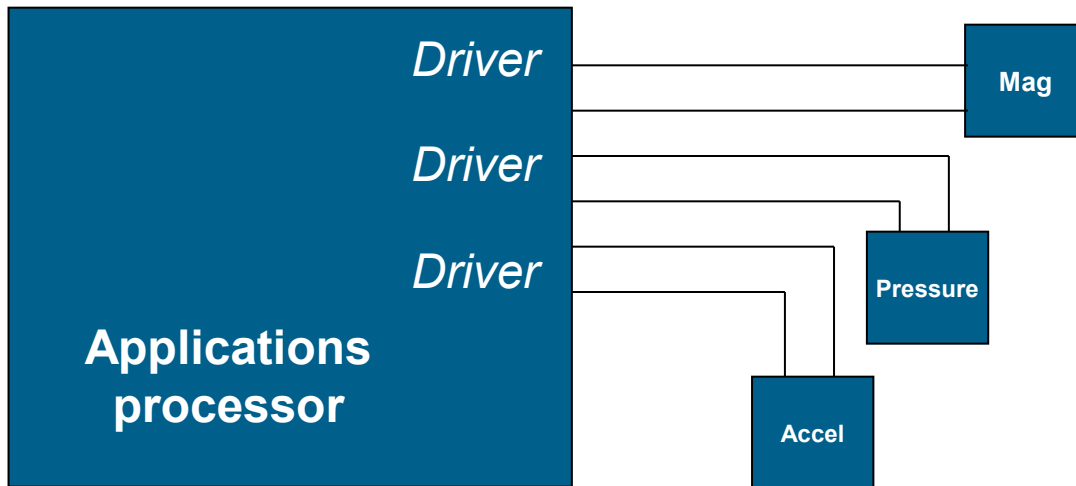 Driver
Mag
Driver
Driver
Pressure
Applications
processor
Accel